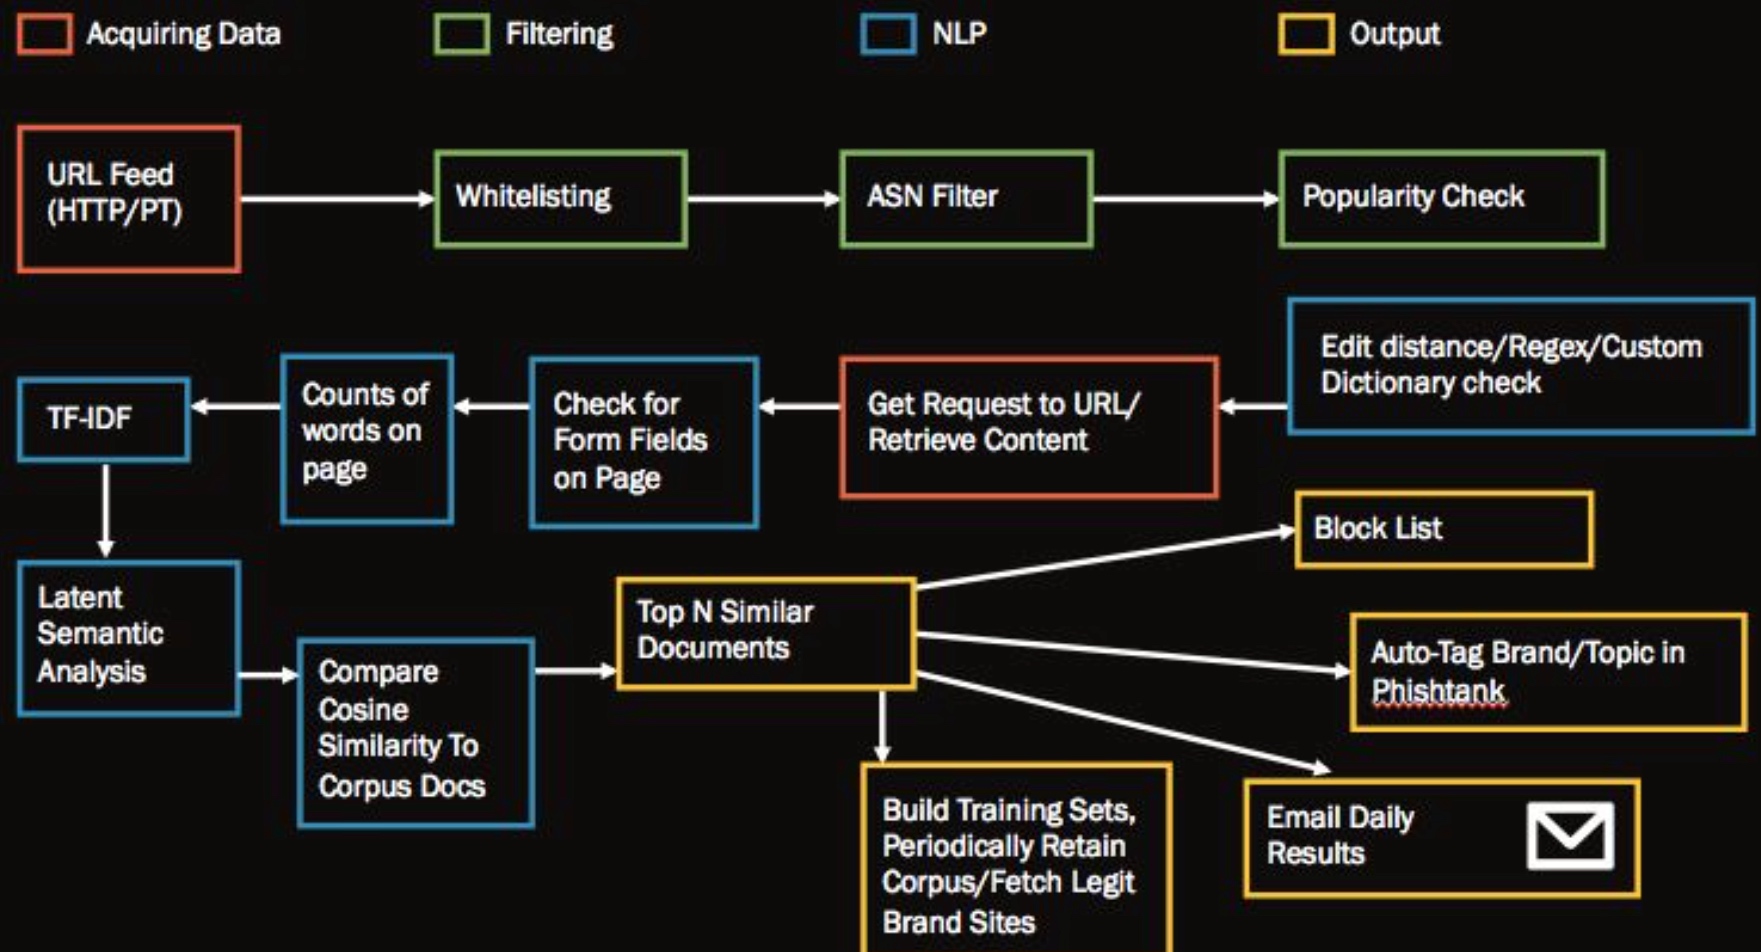 Acquiring Data
Filtering
NLP
Output
URL Feed
(HTTP/PT)
Whitelisting
ASN Filter
Popularity Check
Edit distance/Regex/Custom
Dictionary check
Get Request to URL/
Retrieve Content
Check for
Form Fields
on Page
Counts of
words on
page
TF-IDF
Latent
Semantic
Analysis
Compare
Cosine
Similarity To
Corpus Docs
Top N Similar
Documents
Block List
Auto-Tag Brand/Topic in
Phishtank
Email Daily
Results
Build Training Sets,
Periodically Retain
Corpus/Fetch Legit
Brand Sites